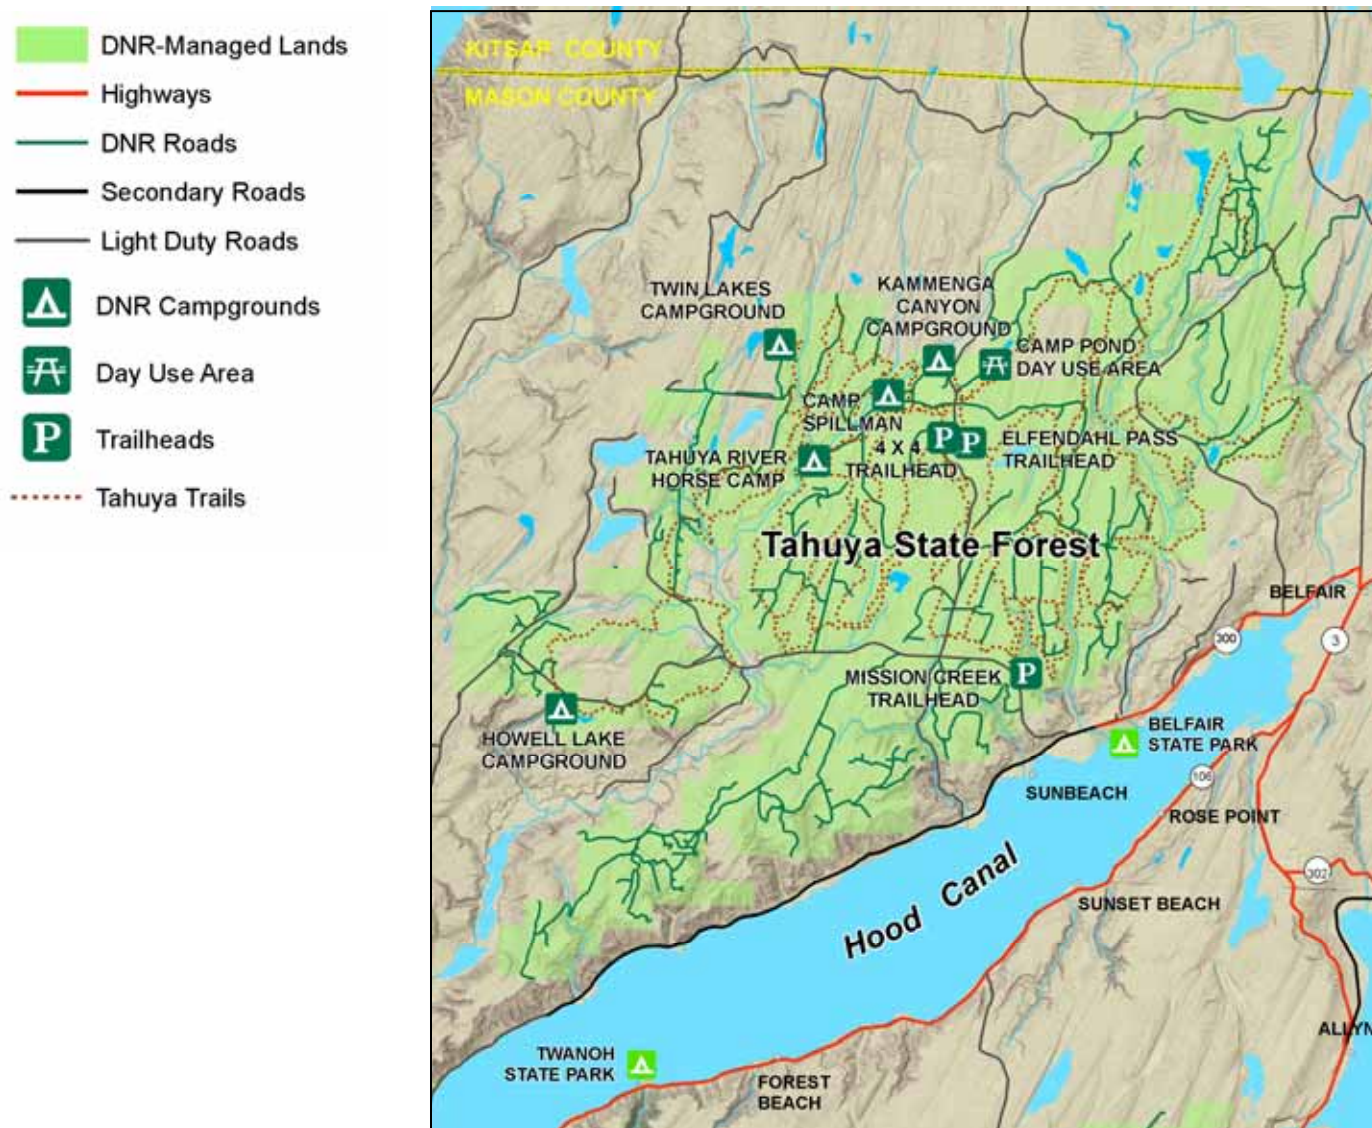 DNR-Managed Lands
Highways
DNR Roads
Secondary Roads
Light Duty Roads
DNR Campgrounds
Day Use Area
P
Trailheads
Tahuya Trails
KITSAP COUNTY
MASON COUNTY
TWIN LAKES
CAMPGROUND
KAMMENGA
CANYON
CAMPGROUND
CAMP POND
DAY USE AREA
CAMP
SPILLMAN
4 X 4
TRAILHEAD
P
P
ELFENDAHL PASS
TRAILHEAD
TAHUYA RIVER
HORSE CAMP
Tahuya State Forest
BELFAIR
300
3
MISSION CREEK
TRAILHEAD
P
HOWELL LAKE
CAMPGROUND
BELFAIR
STATE PARK
SUNBEACH
106
ROSE POINT
302
SUNSET BEACH
Hood Canal
ALLYN
TWANOH
STATE PARK
FOREST
BEACH